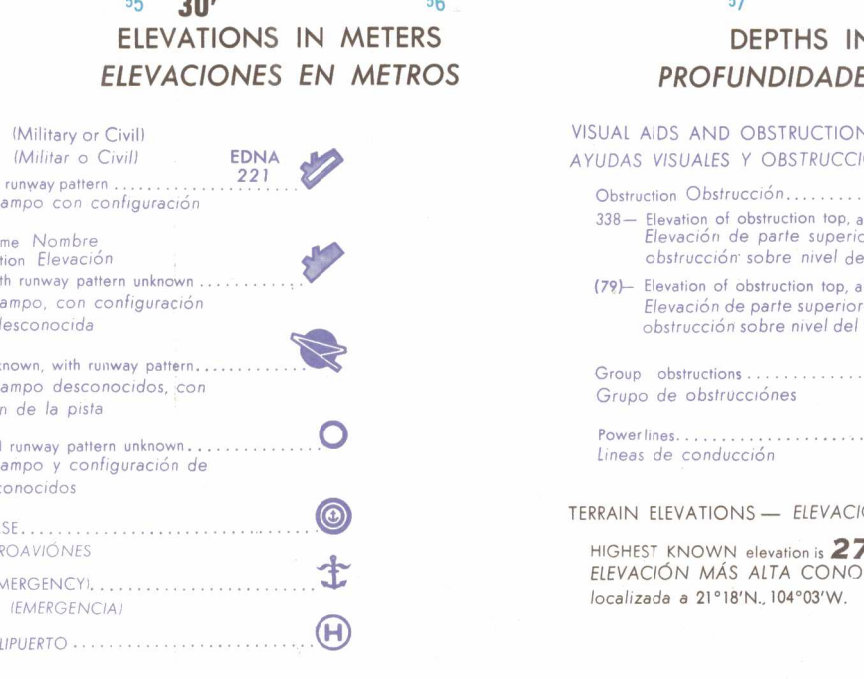 55 30' 56 57
ELEVATIONS IN METERS
ELEVACIONES EN METROS
(Military or Civil)
(Militar o Civil)
EDNA
221
runway pattern
ampo con configuración
me Nombre
tion Elevación
th runway pattern unknown
ampo, con configuración
desconocida
nown, with runway pattern
ampo desconocidos, con
n de la pista
runway pattern unknown
ampo y configuración de
conocidos
SE
ROAVIÓNES
MERGENCY)
(EMERGENCIA)
LIPUERTO
H
DEPTHS IN
PROFUNDIDADE
VISUAL AIDS AND OBSTRUCTION
AYUDAS VISUALES Y OBSTRUCCI
Obstruction Obstrucción
338— Elevation of obstruction top, a
Elevación de parte superio
obstrucción sobre nivel de
(79)— Elevation of obstruction top, a
Elevación de parte superior
obstrucción sobre nivel del
Group obstructions
Grupo de obstrucciónes
Powerlines
Lineas de conducción
TERRAIN ELEVATIONS — ELEVACI
HIGHEST KNOWN elevation is 27
ELEVACIÓN MÁS ALTA CONO
localizada a 21°18'N., 104°03'W.